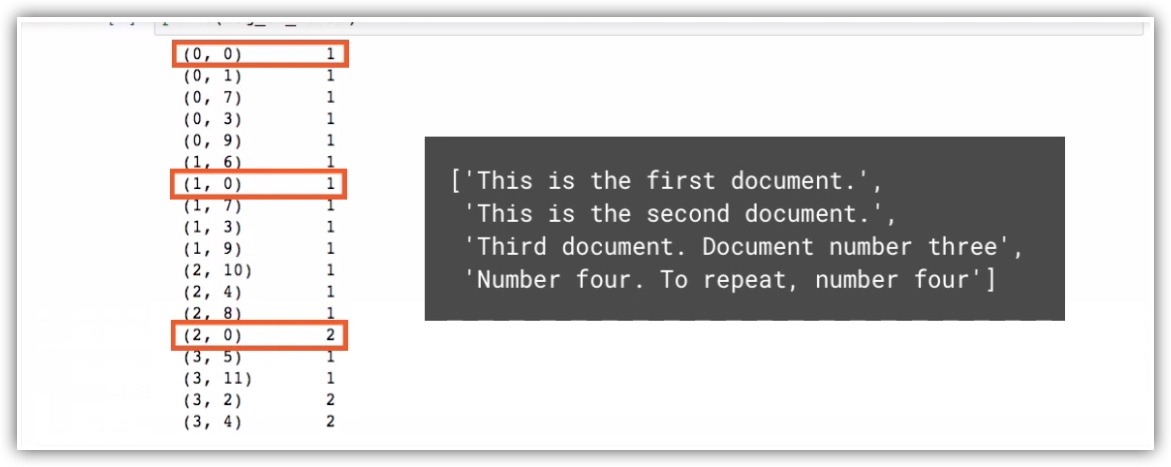 (0, 0) 1
(0, 1) 1
(0, 7) 1
(0, 3) 1
(0, 9) 1
(1, 6) 1
(1, 0) 1
(1, 7) 1
(1, 3) 1
(1, 9) 1
(2, 10) 1
(2, 4) 1
(2, 8) 1
(2, 0) 2
(3, 5) 1
(3, 11) 1
(3, 2) 2
(3, 4) 2
['This is the first document.',
'This is the second document.',
'Third document. Document number three',
'Number four. To repeat, number four']